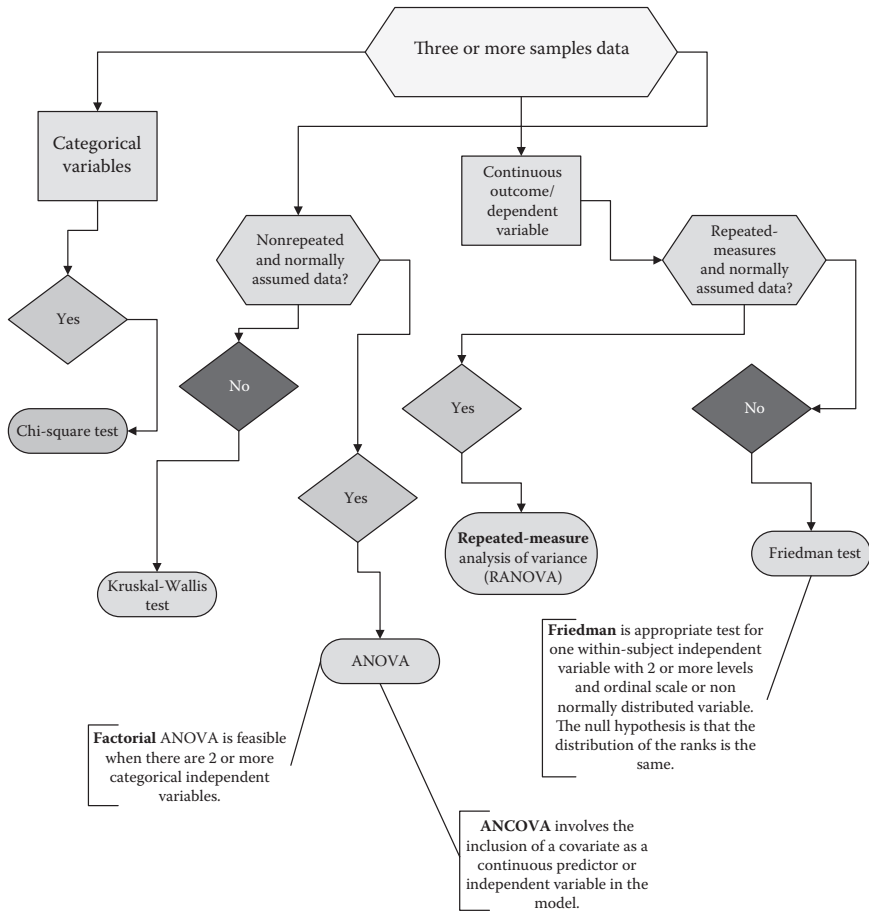 Three or more samples data
Categorical
variables
Continuous
outcome/
dependent
variable
Nonrepeated
and normally
assumed data?
Repeated-
measures
and normally
assumed data?
Yes
No
Yes
No
Chi-square test
Yes
Repeated-measure
analysis of variance
(RANOVA)
Friedman test
Kruskal-Wallis
test
ANOVA
Friedman is appropriate test for
one within-subject independent
variable with 2 or more levels
and ordinal scale or non
normally distributed variable.
The null hypothesis is that the
distribution of the ranks is the
same.
Factorial ANOVA is feasible
when there are 2 or more
categorical independent
variables.
ANCOVA involves the
inclusion of a covariate as a
continuous predictor or
independent variable in the
model.